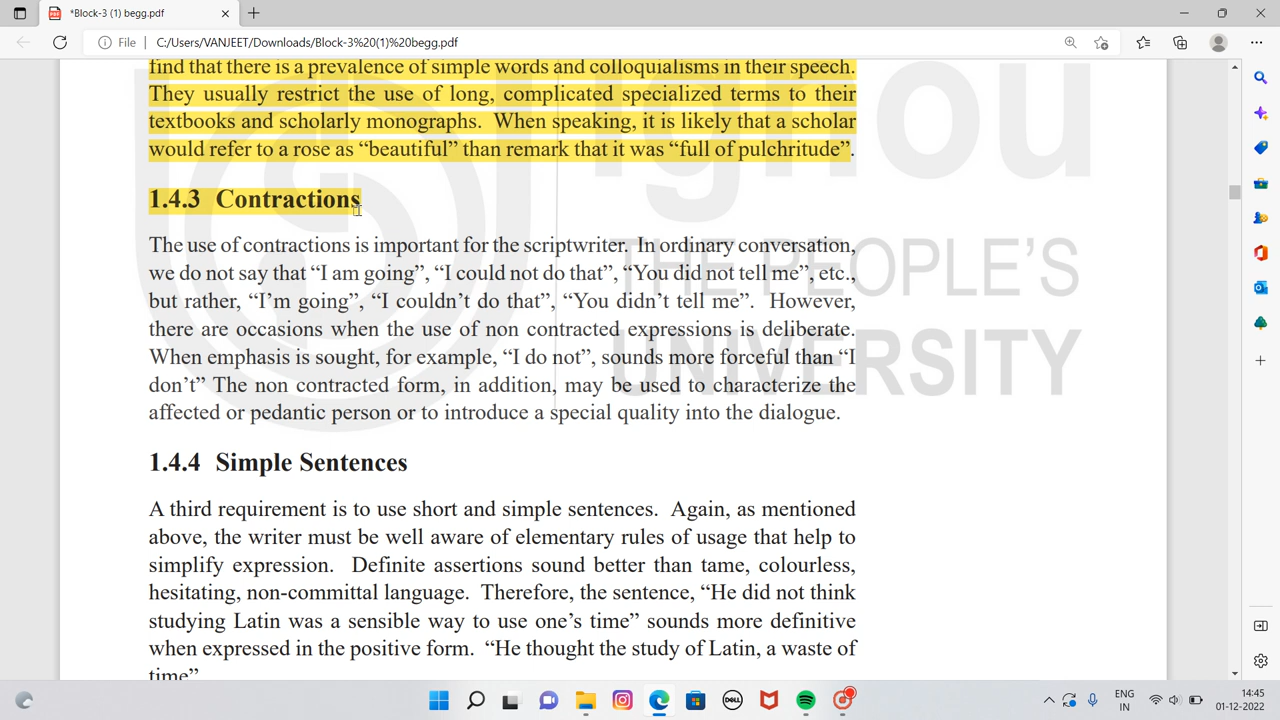 *Block-3 (1) begg.pdf
File
C:/Users/VANJEET/Downloads/Block-3%20(1)%20begg.pdf
find that there is a prevalence of simple words and colloquialisms in their speech.
They usually restrict the use of long, complicated specialized terms to their
textbooks and scholarly monographs. When speaking, it is likely that a scholar
would refer to a rose as “beautiful” than remark that it was “full of pulchritude”.
1.4.3 Contractions
The use of contractions is important for the scriptwriter. In ordinary conversation,
we do not say that “I am going”, “I could not do that”, “You did not tell me”, etc.,
but rather, “I’m going”, “I couldn’t do that”, “You didn’t tell me”. However,
there are occasions when the use of non contracted expressions is deliberate.
When emphasis is sought, for example, “I do not”, sounds more forceful than “I
don’t” The non contracted form, in addition, may be used to characterize the
affected or pedantic person or to introduce a special quality into the dialogue.
1.4.4 Simple Sentences
A third requirement is to use short and simple sentences. Again, as mentioned
above, the writer must be well aware of elementary rules of usage that help to
simplify expression. Definite assertions sound better than tame, colourless,
hesitating, non-committal language. Therefore, the sentence, “He did not think
studying Latin was a sensible way to use one’s time” sounds more definitive
when expressed in the positive form. “He thought the study of Latin, a waste of
time”
ignou
THE PEOPLE’S
UNIVERSITY
DELL
ENG
IN
14:45
01-12-2022